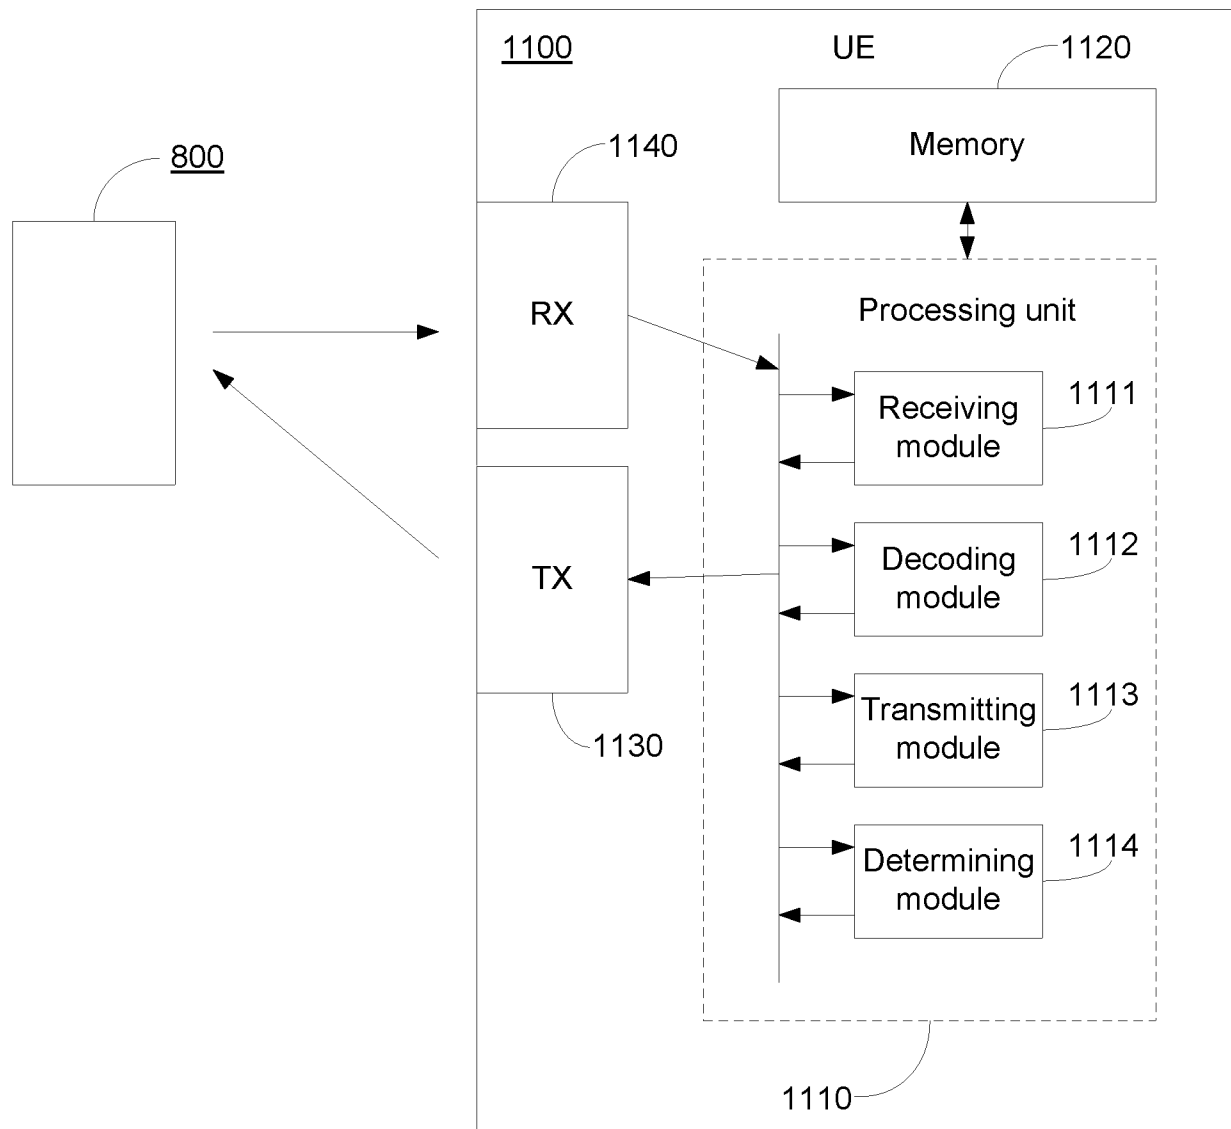 1100
UE
1120
Memory
800
1140
RX
Processing unit
1111
Receiving
module
TX
1112
Decoding
module
1113
Transmitting
module
1130
1114
Determining
module
1110